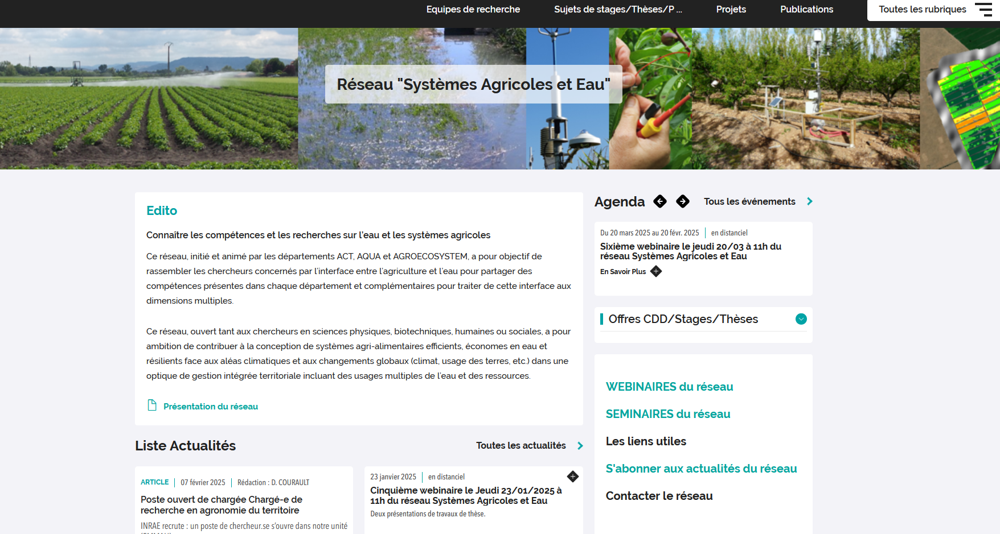 Equipes de recherche
Sujets de stages/Thèses/P ...
Projets
Publications
Toutes les rubriques
Réseau "Systèmes Agricoles et Eau"
Edito
Connaître les compétences et les recherches sur l'eau et les systèmes agricoles
Ce réseau, initié et animé par les départements ACT, AQUA et AGROECOSYSTEM, a pour objectif de
rassembler les chercheurs concernés par l'interface entre l'agriculture et l'eau pour partager des
compétences présentes dans chaque département et complémentaires pour traiter de cette interface aux
dimensions multiples.
Ce réseau, ouvert tant aux chercheurs en sciences physiques, biotechniques, humaines ou sociales, a pour
ambition de contribuer à la conception de systèmes agri-alimentaires efficients, économes en eau et
résilients face aux aléas climatiques et aux changements globaux (climat, usage des terres, etc.) dans une
optique de gestion intégrée territoriale incluant des usages multiples de l'eau et des ressources.
Présentation du réseau
Liste Actualités
Toutes les actualités
ARTICLE
07 février 2025
Rédaction : D. COURAULT
Poste ouvert de chargée Chargé-e de
recherche en agronomie du territoire
INRAE recrute : un poste de chercheur.se s'ouvre dans notre unité
23 janvier 2025
en distanciel
Cinquième webinaire le Jeudi 23/01/2025 à
11h du réseau Systèmes Agricoles et Eau
Deux présentations de travaux de thèse.
Agenda
Tous les événements
Du 20 mars 2025 au 20 févr. 2025
en distanciel
Sixième webinaire le jeudi 20/03 à 11h du
réseau Systèmes Agricoles et Eau
En Savoir Plus
Offres CDD/Stages/Thèses
WEBINAIRES du réseau
SEMINAIRES du réseau
Les liens utiles
S'abonner aux actualités du réseau
Contacter le réseau